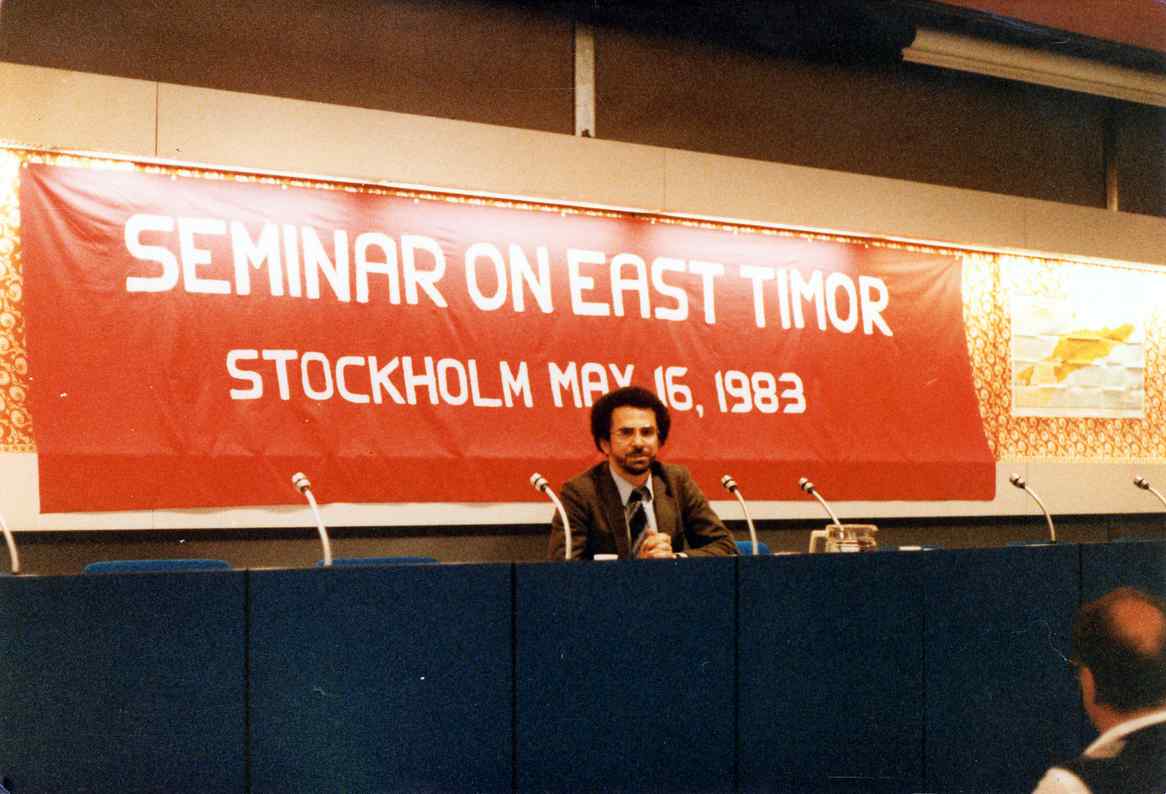 SEMINAR ON EAST TIMOR
STOCKHOLM MAY 16, 1983